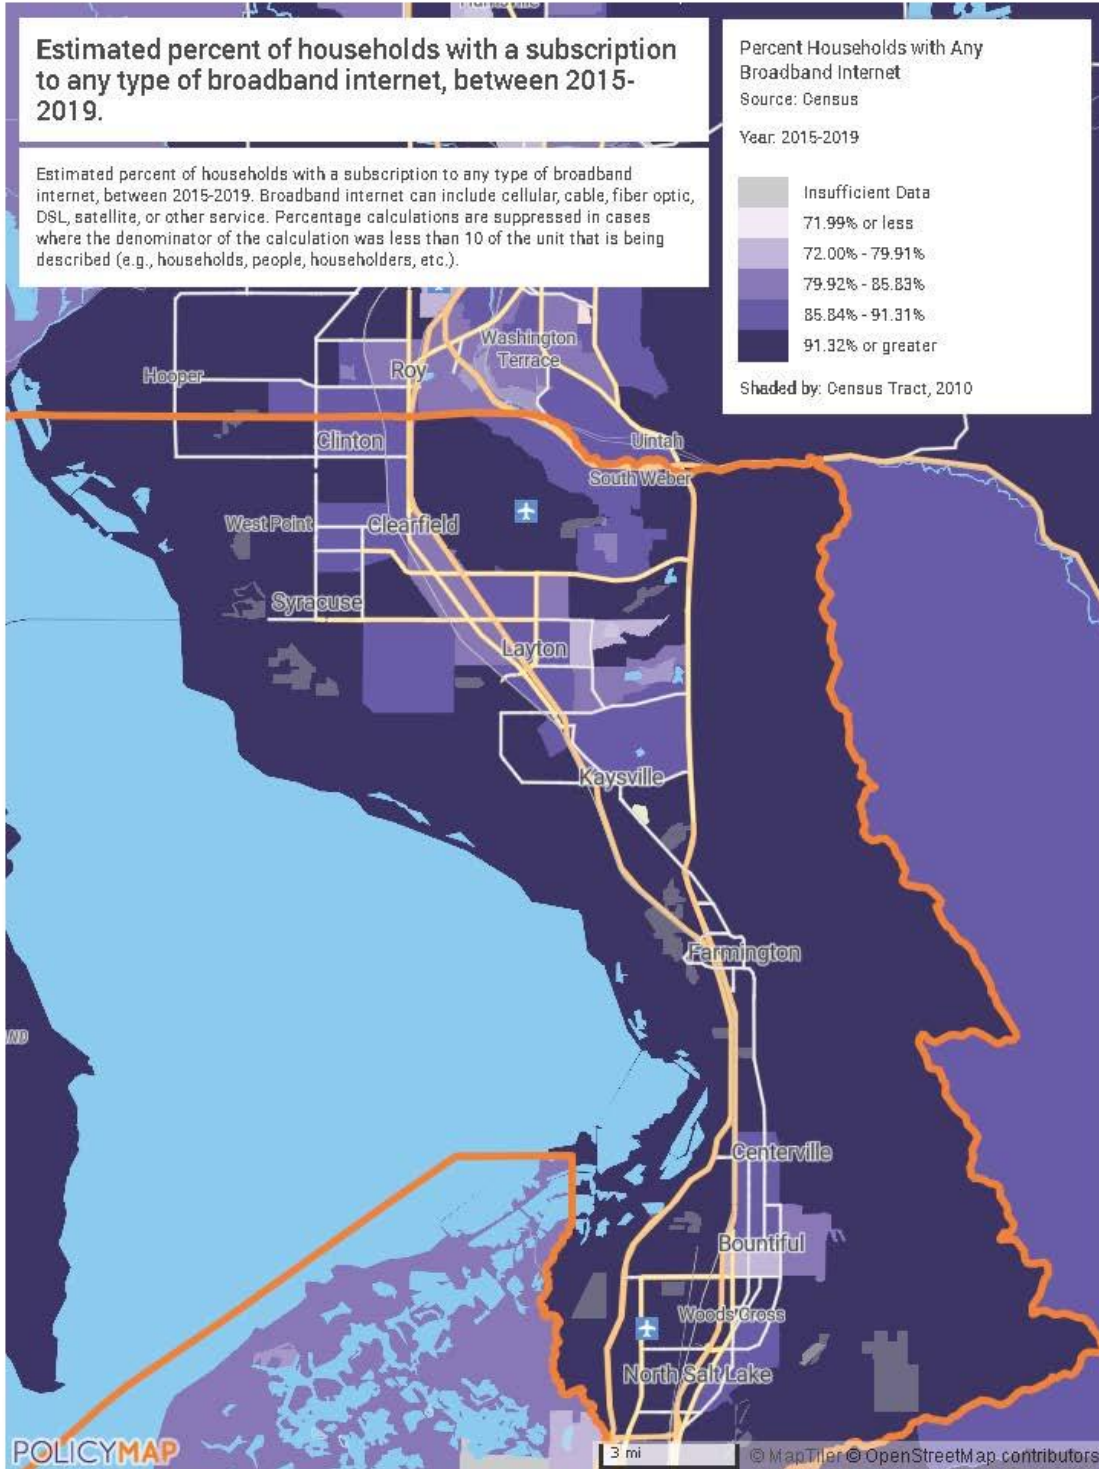 Estimated percent of households with a subscription
to any type of broadband internet, between 2015-
2019.
Estimated percent of households with a subscription to any type of broadband
internet, between 2015-2019. Broadband internet can include cellular, cable, fiber optic,
DSL, satellite, or other service. Percentage calculations are suppressed in cases
where the denominator of the calculation was less than 10 of the unit that is being
described (e.g., households, people, householders, etc.).
Percent Households with Any
Broadband Internet
Source: Census
Year: 2015-2019
Insufficient Data
71.99% or less
72.00% - 79.91%
79.92% - 85.83%
85.84% - 91.31%
91.32% or greater
Shaded by: Census Tract, 2010
Washington
Terrace
Roy
Hooper
Clinton
Uintah
South Weber
West Point
Clearfield
Syracuse
Layton
Kaysville
Farmington
Centerville
Bountiful
Woods Cross
North Salt Lake
POLICYMAP
3 mi
© MapTiler © OpenStreetMap contributors